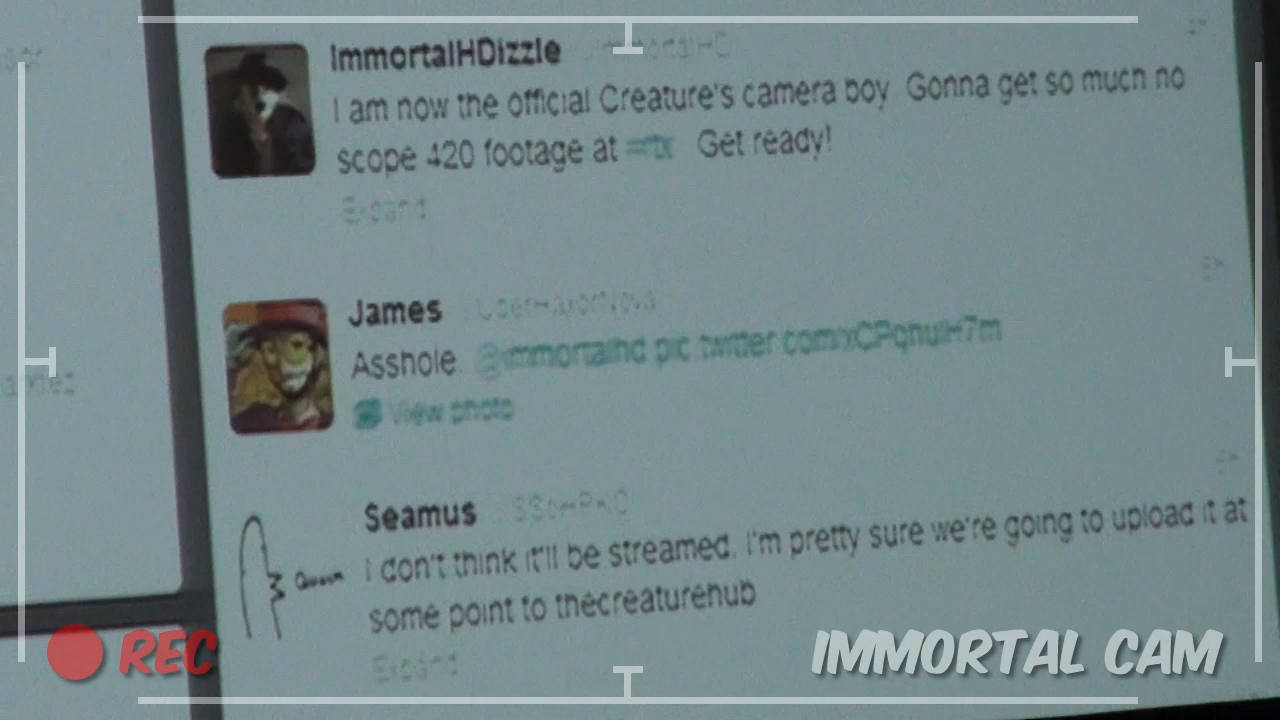 ImmortalHDizzle
I am now the official Creature's camera boy Gonna get so much no
scope 420 footage at #rtx Get ready!
Expand
James
Asshole @immortalhd
View photo
Seamus
I don't think it'll be streamed. I'm pretty sure we're going to upload it at
some point to thecreaturehub
Expand
REC
IMMORTAL CAM